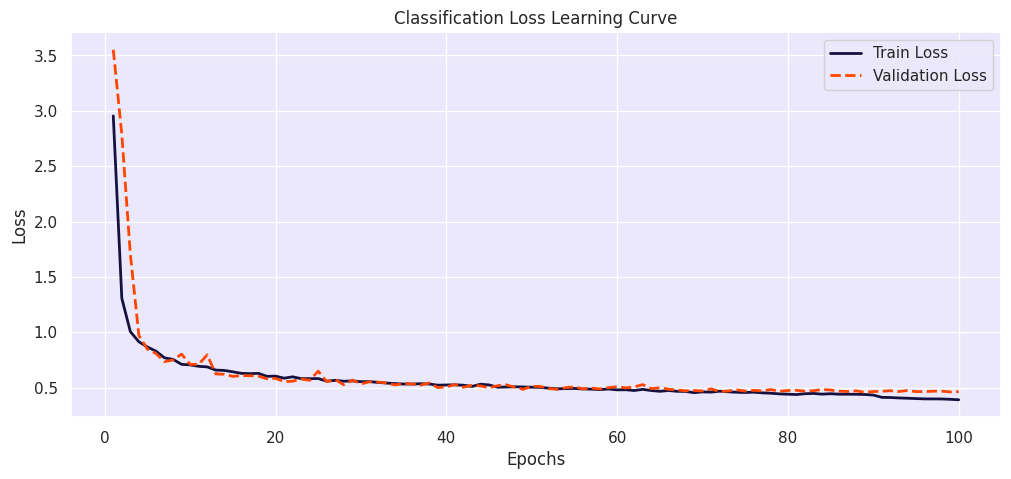 Classification Loss Learning Curve
Train Loss
Validation Loss
Loss
3.5
3.0
2.5
2.0
1.5
1.0
0.5
0 20 40 60 80 100
Epochs